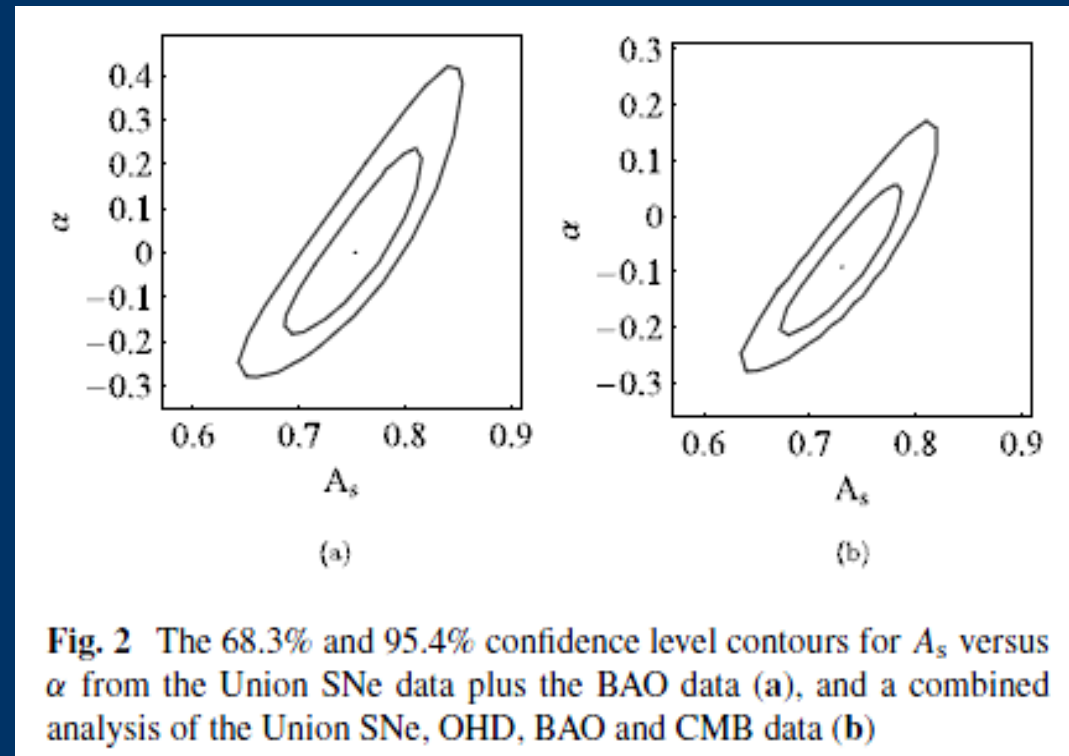 0.4
0.3
0.2
0.1
0
−0.1
−0.2
−0.3
α
0.6 0.7 0.8 0.9
A_s
(a)
0.3
0.2
0.1
0
−0.1
−0.2
−0.3
α
0.6 0.7 0.8 0.9
A_s
(b)
Fig. 2 The 68.3% and 95.4% confidence level contours for A_s versus
α from the Union SNe data plus the BAO data (a), and a combined
analysis of the Union SNe, OHD, BAO and CMB data (b)